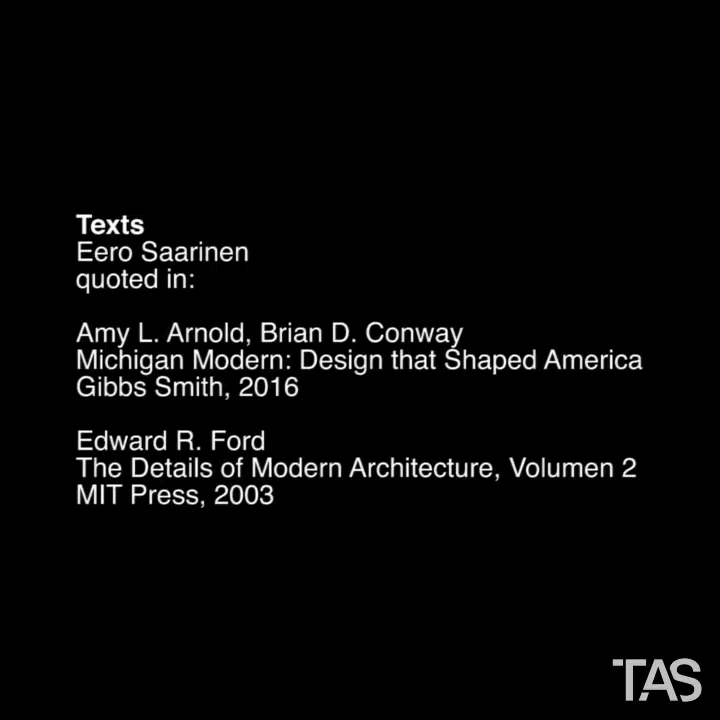 Texts
Eero Saarinen
quoted in:
Amy L. Arnold, Brian D. Conway
Michigan Modern: Design that Shaped America
Gibbs Smith, 2016
Edward R. Ford
The Details of Modern Architecture, Volumen 2
MIT Press, 2003
TAS